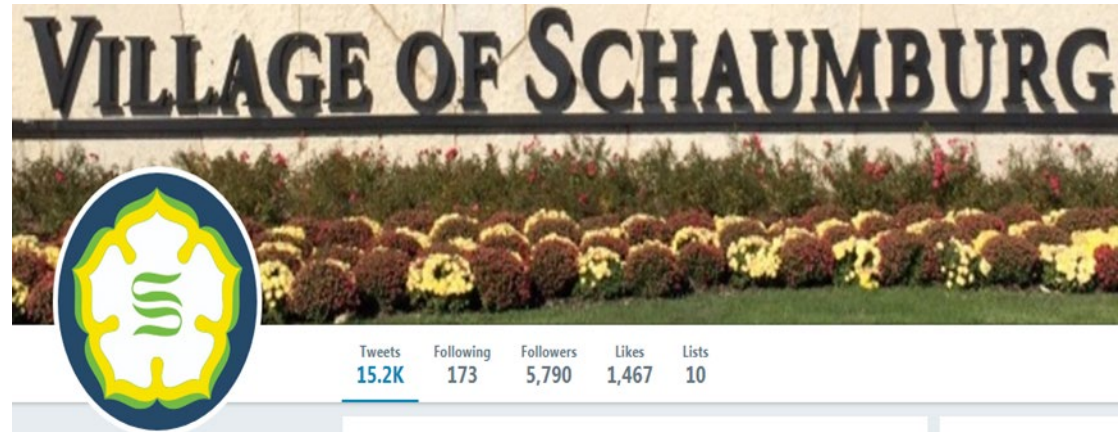 VILLAGE OF SCHAUMBURG
S
Tweets Following Followers Likes Lists
15.2K 173 5,790 1,467 10